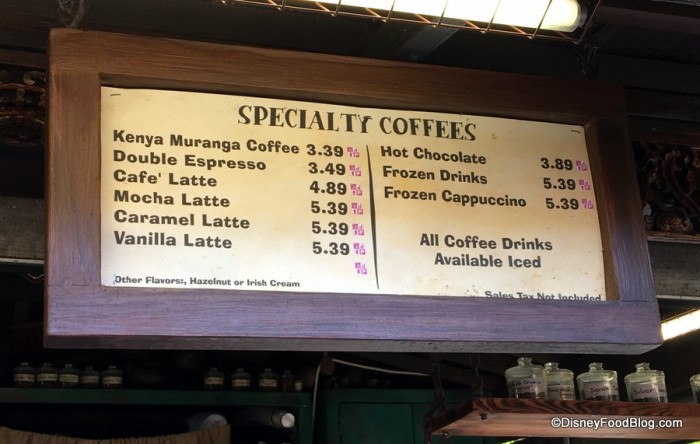 SPECIALTY COFFEES
Kenya Muranga Coffee 3.39
Double Espresso 3.49
Cafe' Latte 4.89
Mocha Latte 5.39
Caramel Latte 5.39
Vanilla Latte 5.39
Other Flavors:, Hazelnut or Irish Cream
Hot Chocolate 3.89
Frozen Drinks 5.39
Frozen Cappuccino 5.39
All Coffee Drinks
Available Iced
Sales Tax Not Included
©DisneyFoodBlog.com